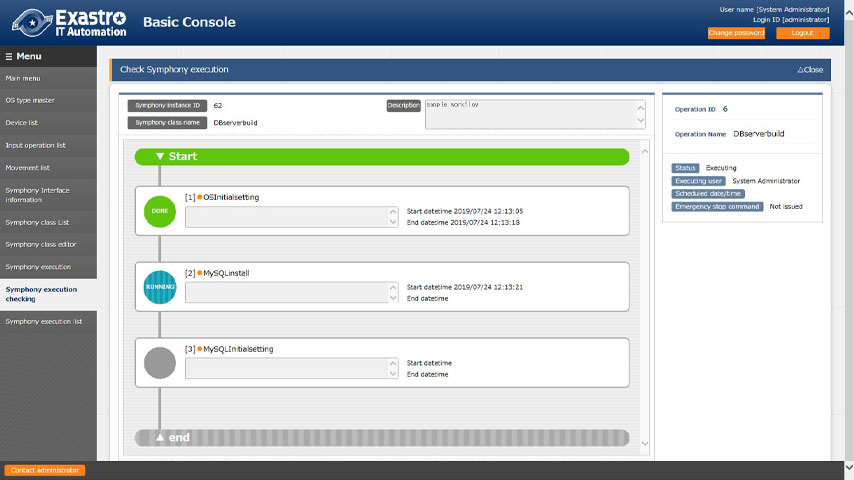 Exastro
IT Automation
Basic Console
User name [System Administrator]
Login ID [administrator]
Change password
Logout
Menu
Main menu
OS type master
Device list
Input operation list
Movement list
Symphony Interface
information
Symphony class List
Symphony class editor
Symphony execution
Symphony execution
checking
Symphony execution list
Contact administrator
Check Symphony execution
△Close
Symphony instance ID 62
Symphony class name DBserverbuild
Description sample workflow
▼ Start
DONE
[1] OSInitialsetting
Start datetime 2019/07/24 12:13:05
End datetime 2019/07/24 12:13:18
RUNNING
[2] MySQLinstall
Start datetime 2019/07/24 12:13:21
End datetime
[3] MySQLInitialsetting
Start datetime
End datetime
▲ end
Operation ID 6
Operation Name DBserverbuild
Status Executing
Executing user System Administrator
Scheduled date/time
Emergency stop command Not issued